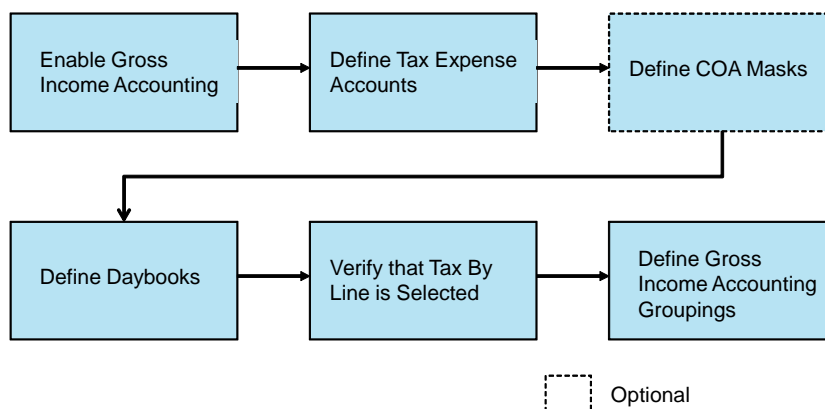 Enable Gross
Income Accounting
Define Tax Expense
Accounts
Define COA Masks
Define Daybooks
Verify that Tax By
Line is Selected
Define Gross
Income Accounting
Groupings
Optional